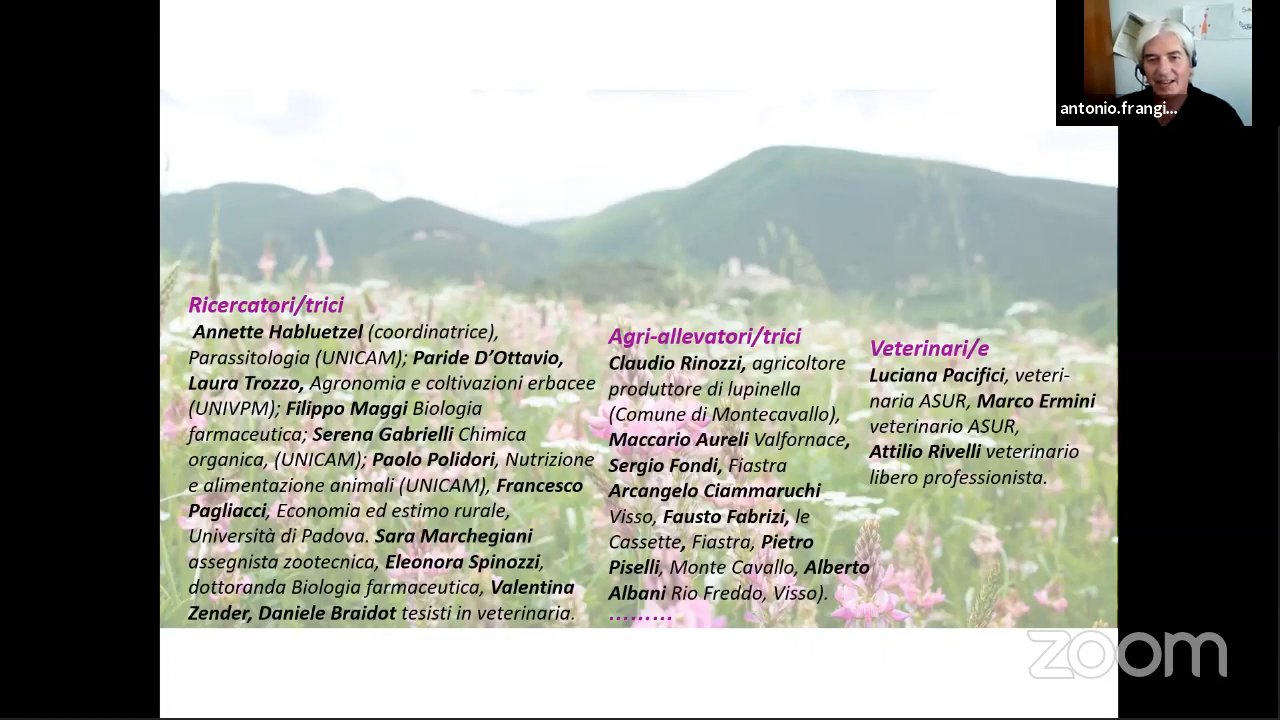 antonio.frangi...
Ricercatori/trici
Annette Habluetzel (coordinatrice),
Parassitologia (UNICAM); Paride D'Ottavio,
Laura Trozzo, Agronomia e coltivazioni erbacee
(UNIVPM); Filippo Maggi Biologia
farmaceutica; Serena Gabrielli Chimica
organica, (UNICAM); Paolo Polidori, Nutrizione
e alimentazione animali (UNICAM), Francesco
Pagliacci, Economia ed estimo rurale,
Università di Padova. Sara Marchegiani
assegnista zootecnica, Eleonora Spinozzi,
dottoranda Biologia farmaceutica, Valentina
Zender, Daniele Braidot tesisti in veterinaria.
Agri-allevatori/trici
Claudio Rinozzi, agricoltore
produttore di lupinella
(Comune di Montecavallo),
Maccario Aureli Valfornace,
Sergio Fondi, Fiastra
Arcangelo Ciammaruchi
Visso, Fausto Fabrizi, le
Cassette, Fiastra, Pietro
Piselli, Monte Cavallo, Alberto
Albani Rio Freddo, Visso).
.........
Veterinari/e
Luciana Pacifici, veteri-
naria ASUR, Marco Ermini
veterinario ASUR,
Attilio Rivelli veterinario
libero professionista.
zoom